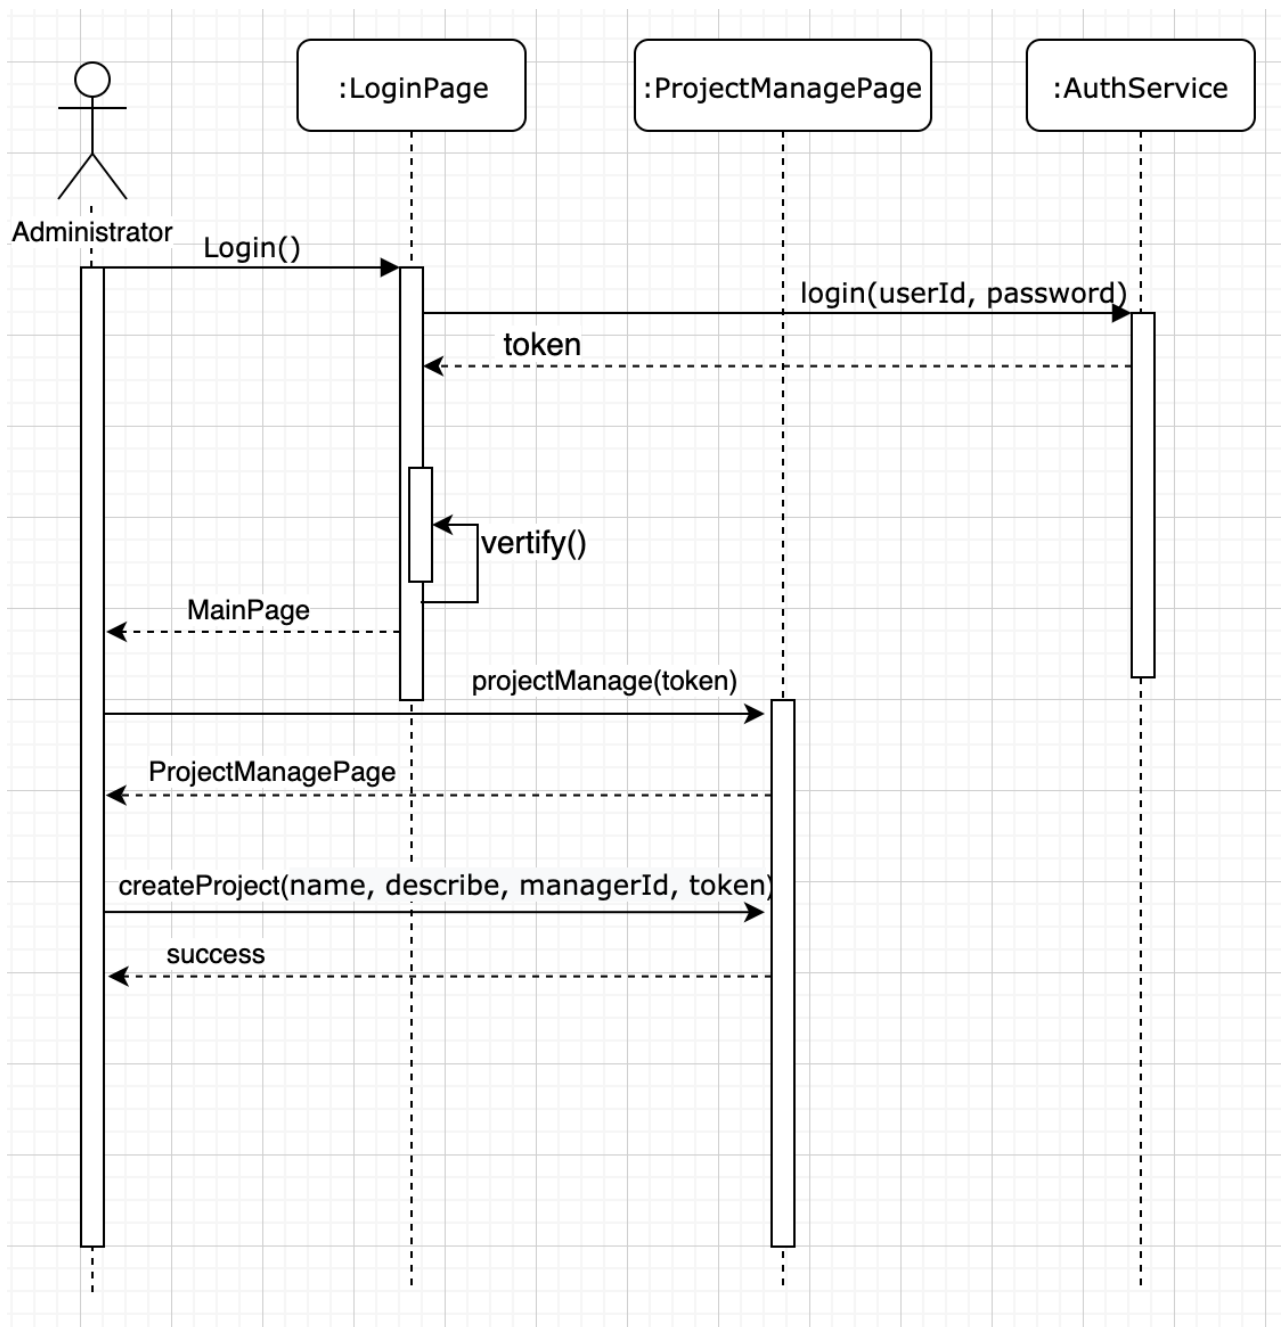 :LoginPage
:ProjectManagePage
:AuthService
Administrator
Login()
login(userId, password)
token
vertify()
MainPage
projectManage(token)
ProjectManagePage
createProject(name, describe, managerId, token)
success